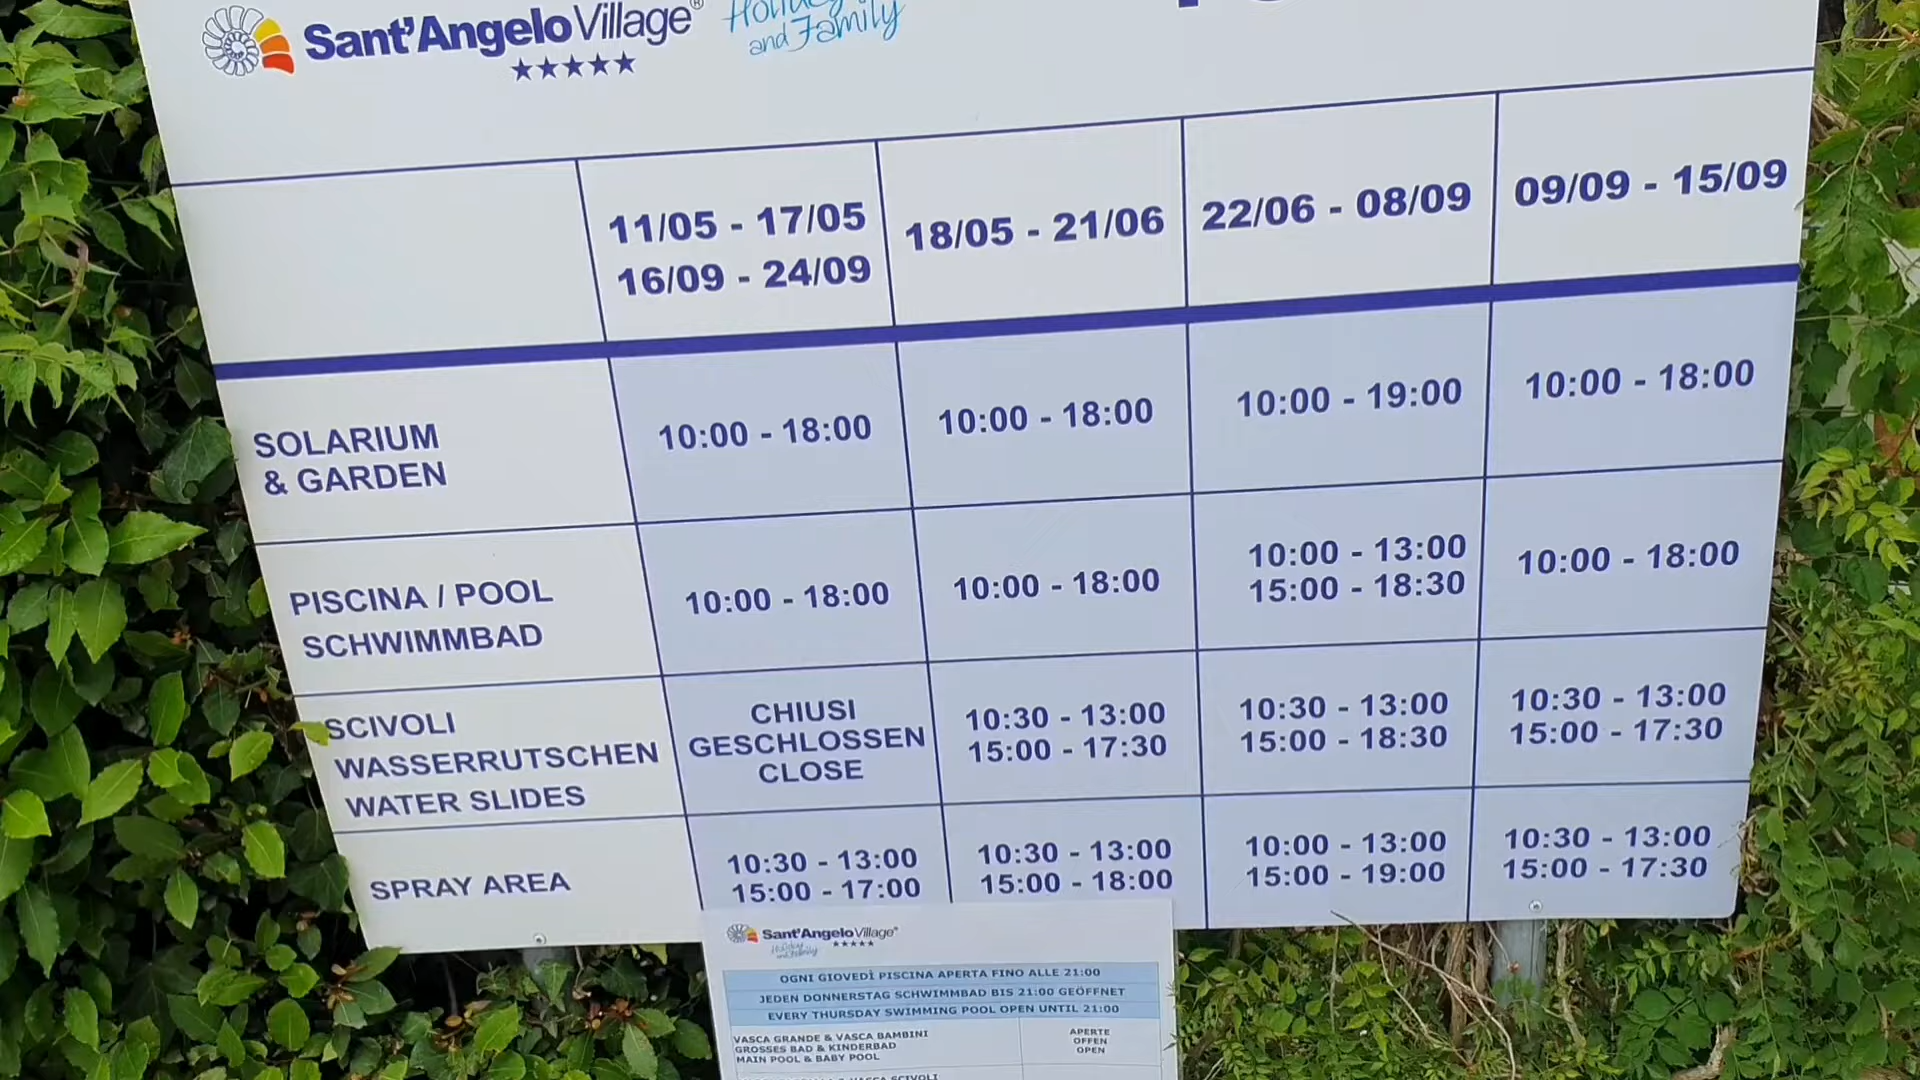 Sant'Angelo Village®
Holiday
and Family
★★★★★
11/05 - 17/05
16/09 - 24/09
18/05 - 21/06
22/06 - 08/09
09/09 - 15/09
SOLARIUM
& GARDEN
10:00 - 18:00
10:00 - 18:00
10:00 - 19:00
10:00 - 18:00
PISCINA / POOL
SCHWIMMBAD
10:00 - 18:00
10:00 - 18:00
10:00 - 13:00
15:00 - 18:30
10:00 - 18:00
SCIVOLI
WASSERRUTSCHEN
WATER SLIDES
CHIUSI
GESCHLOSSEN
CLOSE
10:30 - 13:00
15:00 - 17:30
10:30 - 13:00
15:00 - 18:30
10:30 - 13:00
15:00 - 17:30
SPRAY AREA
10:30 - 13:00
15:00 - 17:00
10:30 - 13:00
15:00 - 18:00
10:00 - 13:00
15:00 - 19:00
10:30 - 13:00
15:00 - 17:30
Sant'Angelo Village®
★★★★★
Holiday
and Family
OGNI GIOVEDÌ PISCINA APERTA FINO ALLE 21:00
JEDEN DONNERSTAG SCHWIMMBAD BIS 21:00 GEÖFFNET
EVERY THURSDAY SWIMMING POOL OPEN UNTIL 21:00
VASCA GRANDE & VASCA BAMBINI
GROSSES BAD & KINDERBAD
MAIN POOL & BABY POOL
APERTE
OFFEN
OPEN
VASCA SCIVOLI